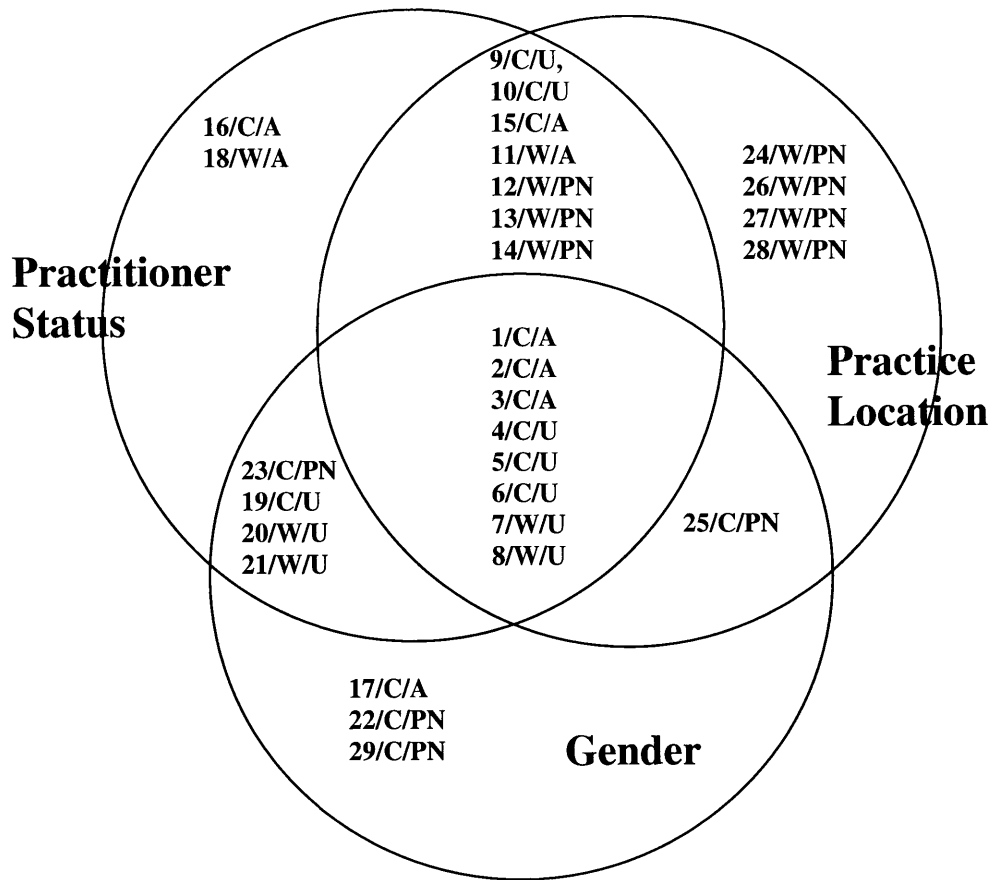 9/C/U,
10/C/U
15/C/A
11/W/A
12/W/PN
13/W/PN
14/W/PN
16/C/A
18/W/A
24/W/PN
26/W/PN
27/W/PN
28/W/PN
Practitioner
Status
Practice
Location
1/C/A
2/C/A
3/C/A
4/C/U
5/C/U
6/C/U
7/W/U
8/W/U
23/C/PN
19/C/U
20/W/U
21/W/U
25/C/PN
17/C/A
22/C/PN
29/C/PN
Gender